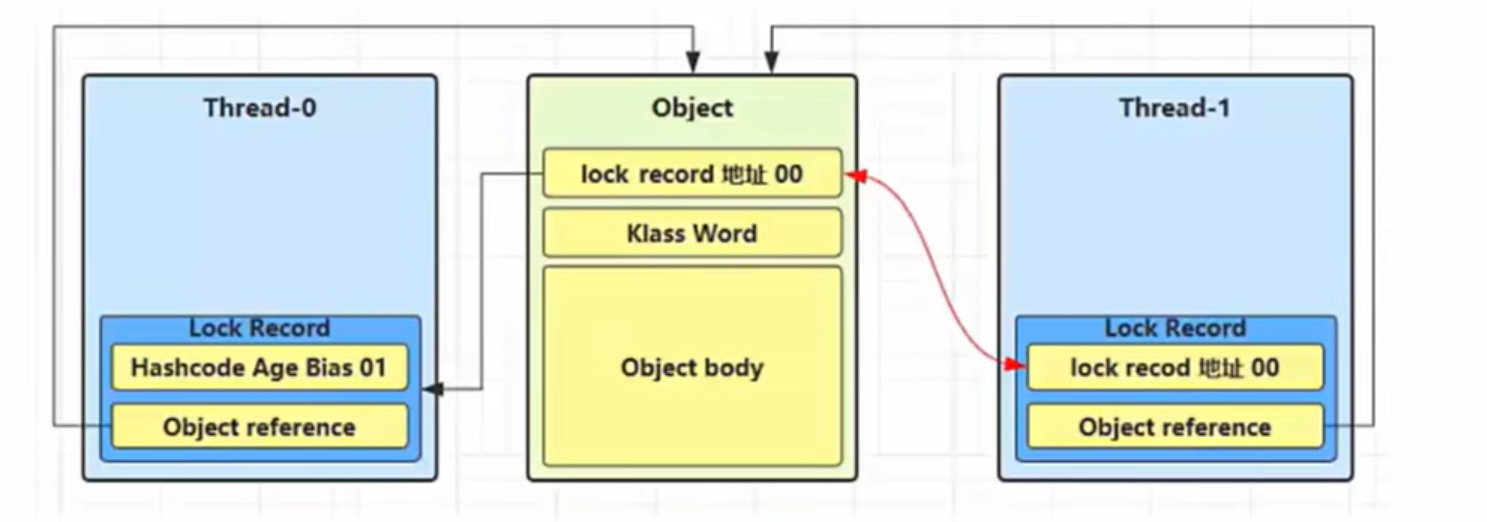 Thread-0
Lock Record
Hashcode Age Bias 01
Object reference
Object
lock record 地址 00
Klass Word
Object body
Thread-1
Lock Record
lock recod 地址 00
Object reference